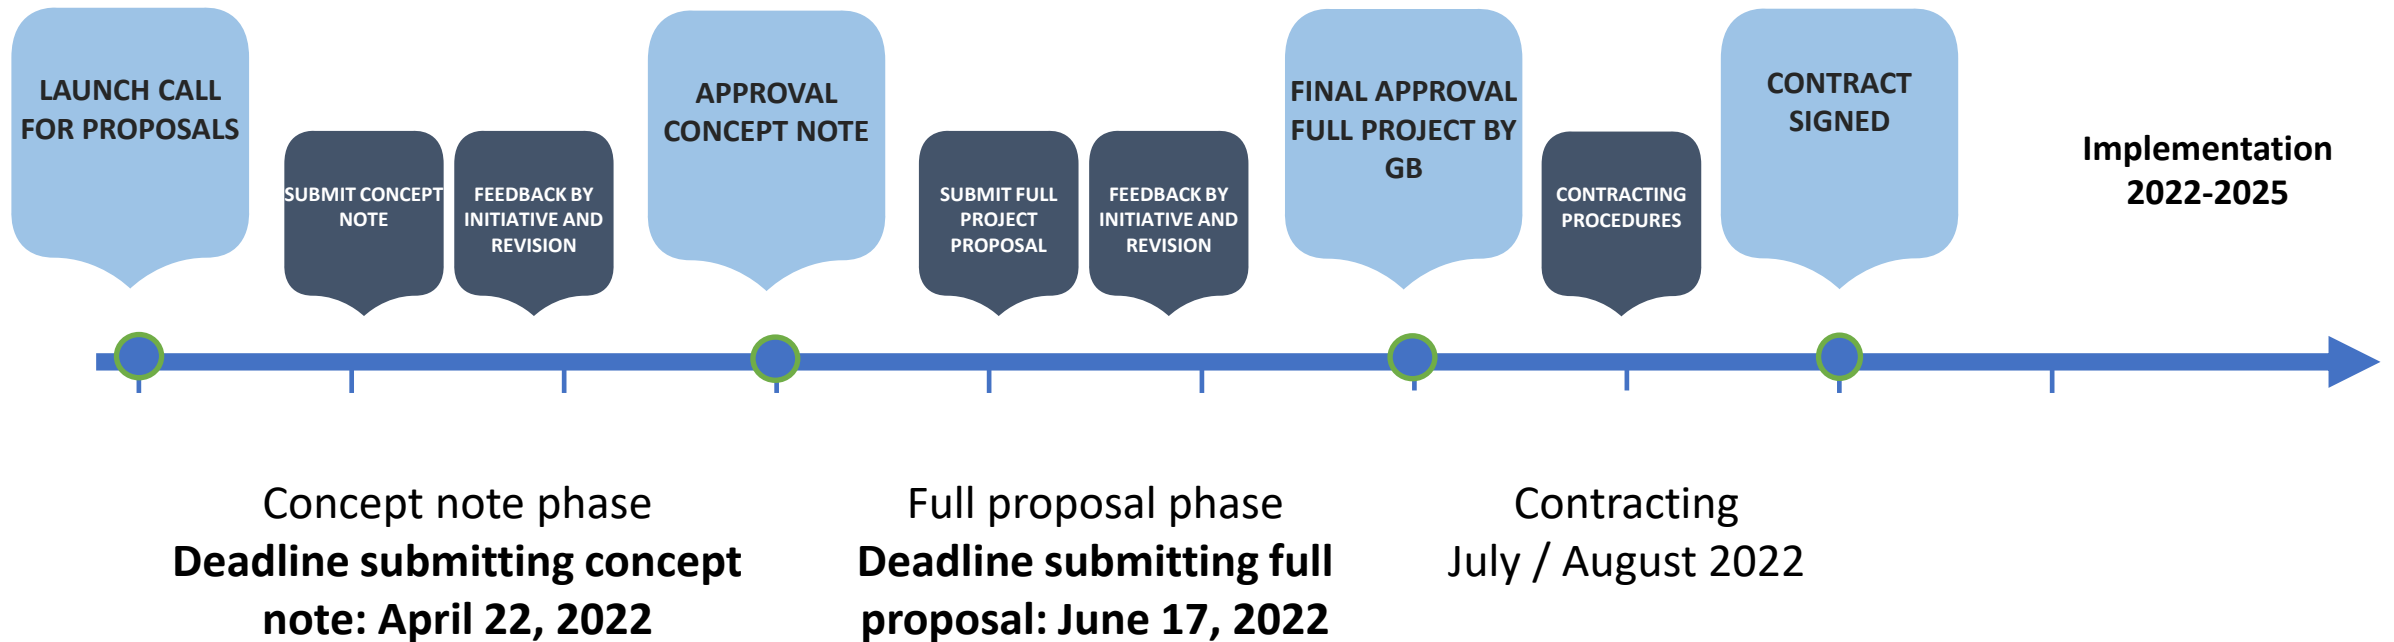 LAUNCH CALL
FOR PROPOSALS
SUBMIT CONCEPT
NOTE
FEEDBACK BY
INITIATIVE AND
REVISION
APPROVAL
CONCEPT NOTE
SUBMIT FULL
PROJECT
PROPOSAL
FEEDBACK BY
INITIATIVE AND
REVISION
FINAL APPROVAL
FULL PROJECT BY
GB
CONTRACTING
PROCEDURES
CONTRACT
SIGNED
Implementation
2022-2025
Concept note phase
Deadline submitting concept
note: April 22, 2022
Full proposal phase
Deadline submitting full
proposal: June 17, 2022
Contracting
July / August 2022